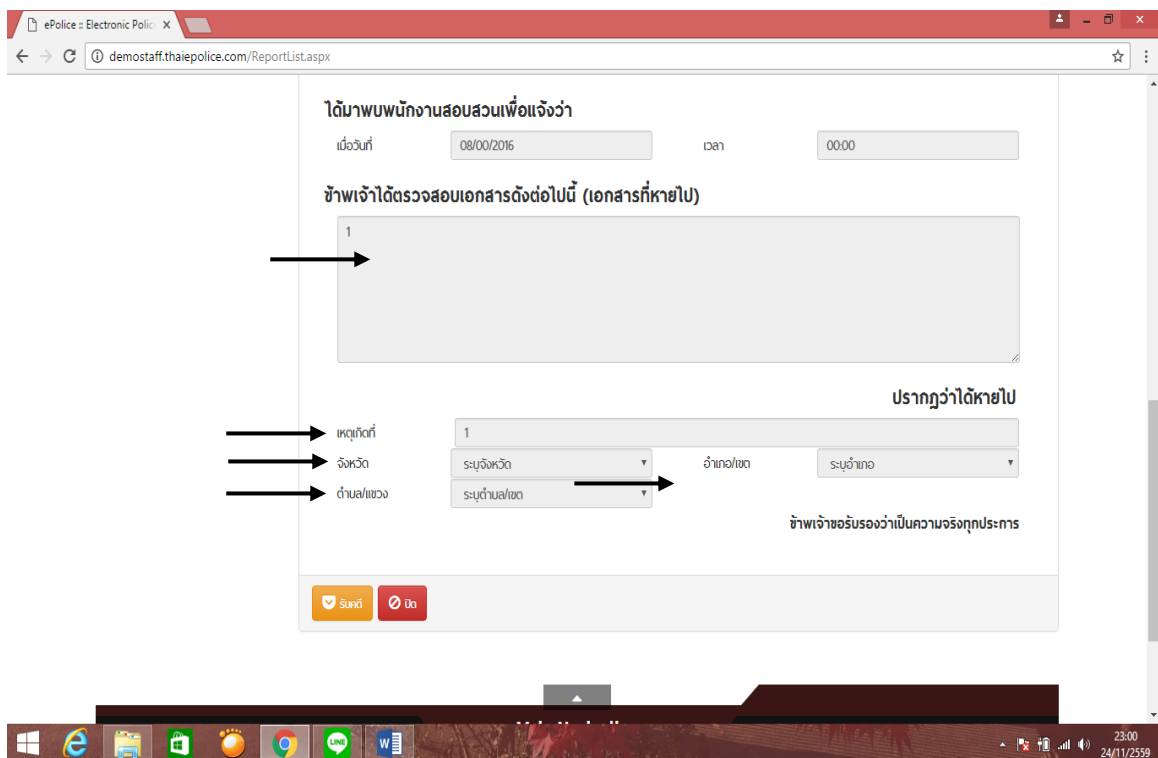 ePolice :: Electronic Polic
demostaff.thaiepolice.com/ReportList.aspx
ได้มาพบพนักงานสอบสวนเพื่อแจ้งว่า
เมื่อวันที่ 08/00/2016 เวลา 00:00
ข้าพเจ้าได้ตรวจสอบเอกสารดังต่อไปนี้ (เอกสารที่หายไป)
1
ปรากฎว่าได้หายไป
เหตุเกิดที่ 1
จังหวัด ระบุจังหวัด อำเภอ/เขต ระบุอำเภอ
ตำบล/แขวง ระบุตำบล/เขต
ข้าพเจ้าขอรับรองว่าเป็นความจริงทุกประการ
รับคดี ปิด
LINE
W
23:00
24/11/2559